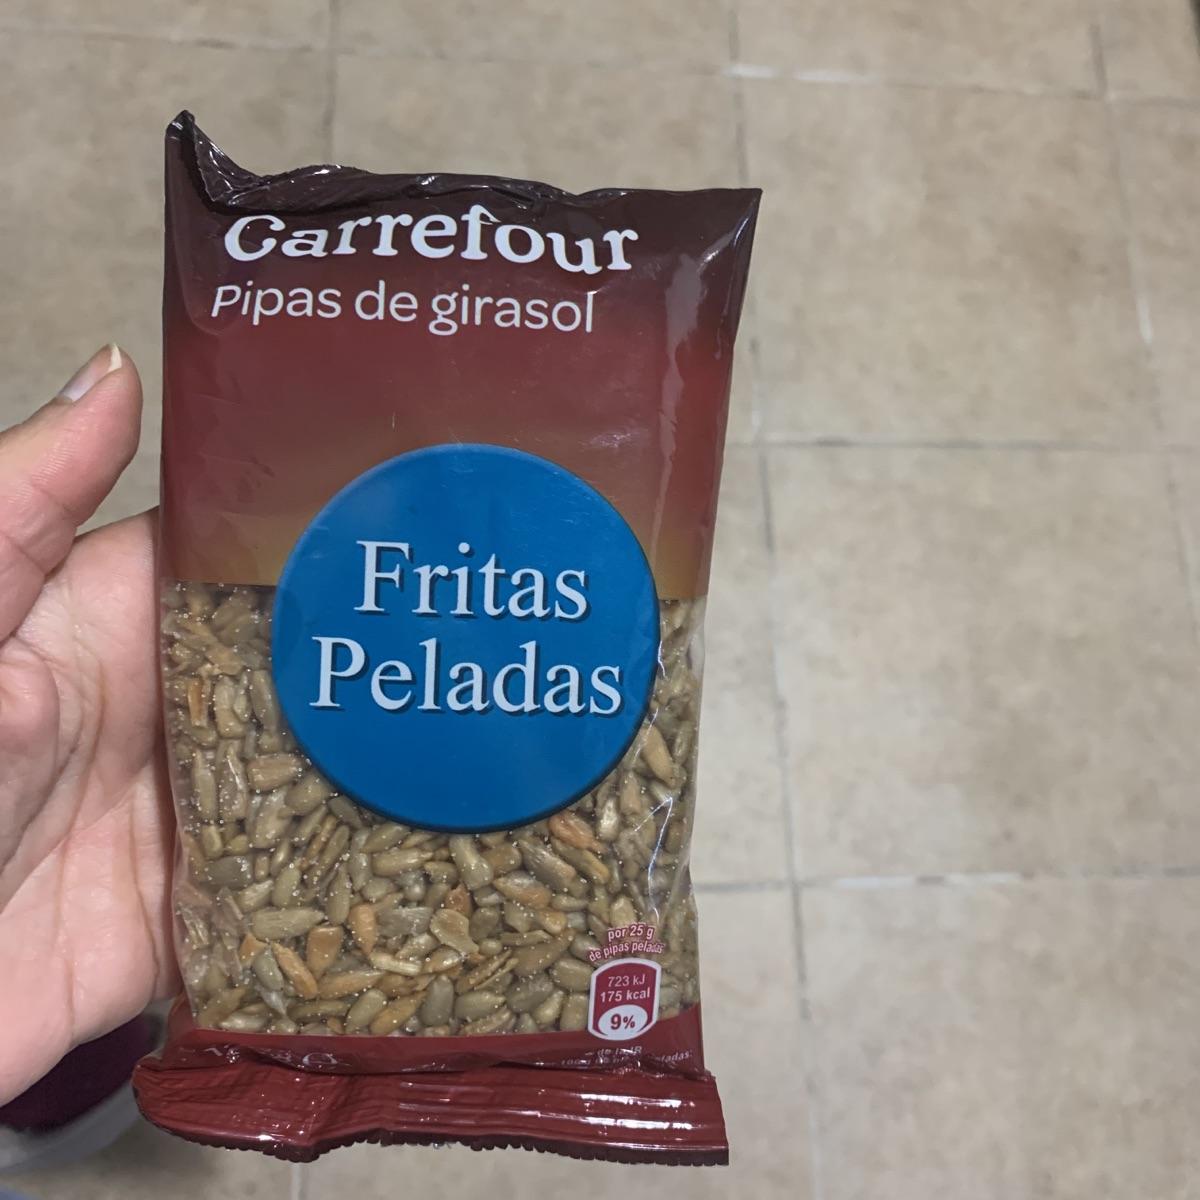 Carrefour
Pipas de girasol
Fritas
Peladas
por 25 g
de pipas peladas
723 kJ
175 kcal
9%